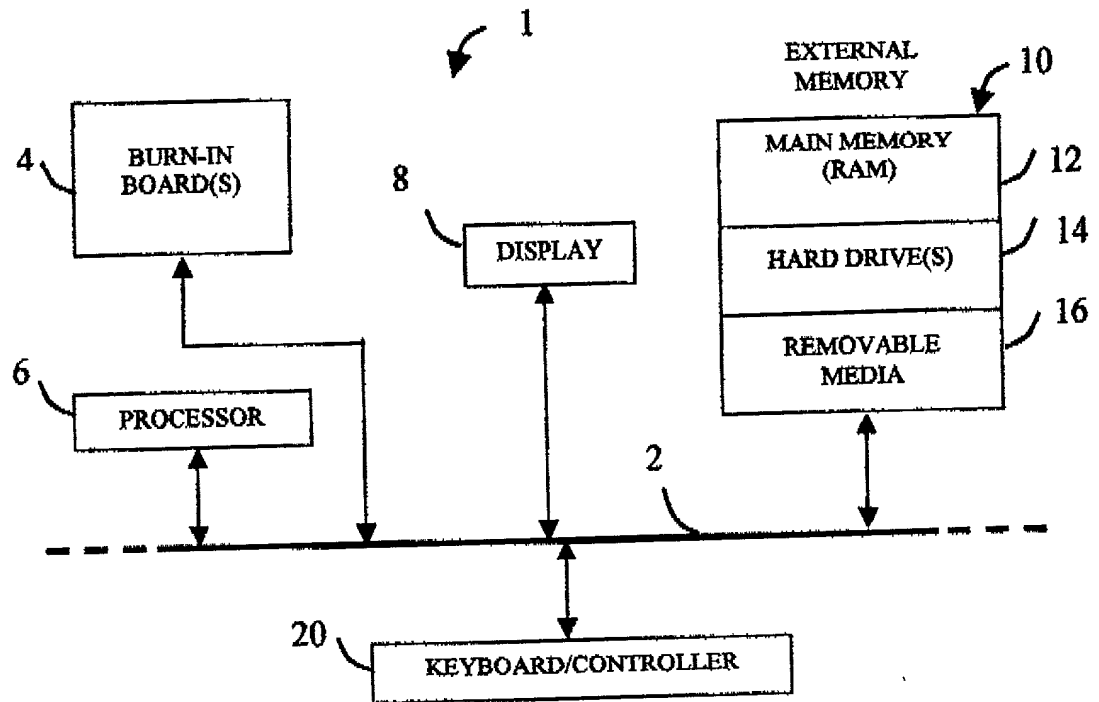 1
EXTERNAL
MEMORY
10
4
BURN-IN
BOARD(S)
MAIN MEMORY
(RAM)
12
8
DISPLAY
14
HARD DRIVE(S)
16
REMOVABLE
MEDIA
6
PROCESSOR
2
20
KEYBOARD/CONTROLLER